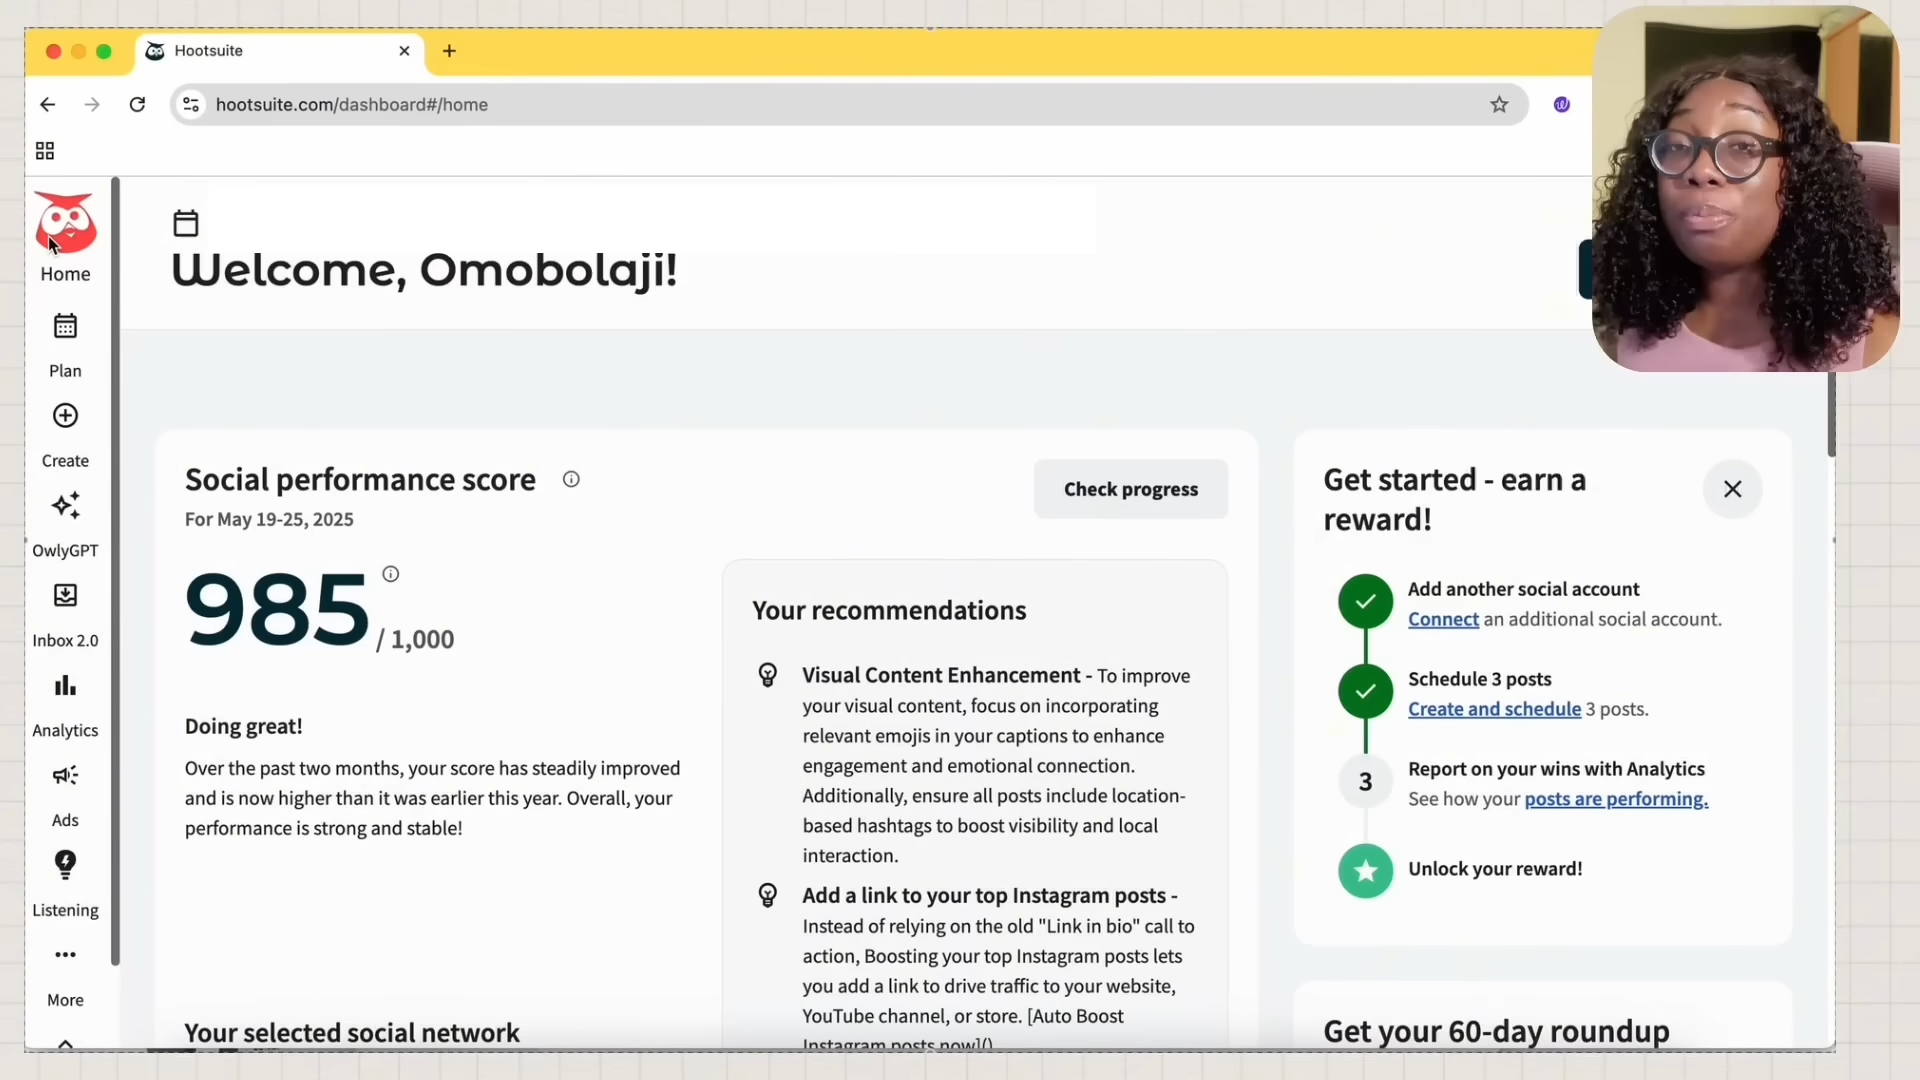 Hootsuite
hootsuite.com/dashboard#/home
Home
Plan
Create
OwlyGPT
Inbox 2.0
Analytics
Ads
Listening
More
Welcome, Omobolaji!
Social performance score
For May 19-25, 2025
985
/ 1,000
Doing great!
Over the past two months, your score has steadily improved
and is now higher than it was earlier this year. Overall, your
performance is strong and stable!
Your selected social network
Check progress
Your recommendations
Visual Content Enhancement - To improve
your visual content, focus on incorporating
relevant emojis in your captions to enhance
engagement and emotional connection.
Additionally, ensure all posts include location-
based hashtags to boost visibility and local
interaction.
Add a link to your top Instagram posts -
Instead of relying on the old "Link in bio" call to
action, Boosting your top Instagram posts lets
you add a link to drive traffic to your website,
YouTube channel, or store. [Auto Boost
Instagram posts now]()
Get started - earn a
reward!
Add another social account
Connect an additional social account.
Schedule 3 posts
Create and schedule 3 posts.
3
Report on your wins with Analytics
See how your posts are performing.
Unlock your reward!
Get your 60-day roundup